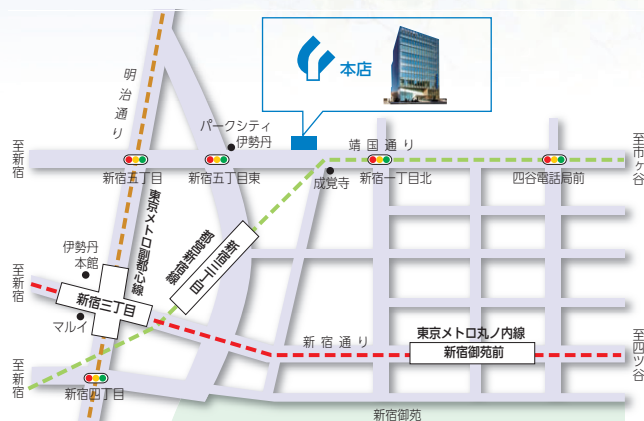 本店
明治通り
パークシティ
伊勢丹
靖国通り
至新宿
至市ヶ谷
新宿五丁目
新宿五丁目東
成覚寺
新宿一丁目北
四谷電話局前
東京メトロ副都心線
都営新宿線
新宿三丁目
伊勢丹
本館
至新宿
新宿三丁目
マルイ
新宿通り
東京メトロ丸ノ内線
新宿御苑前
至四ツ谷
至新宿
新宿四丁目
新宿御苑